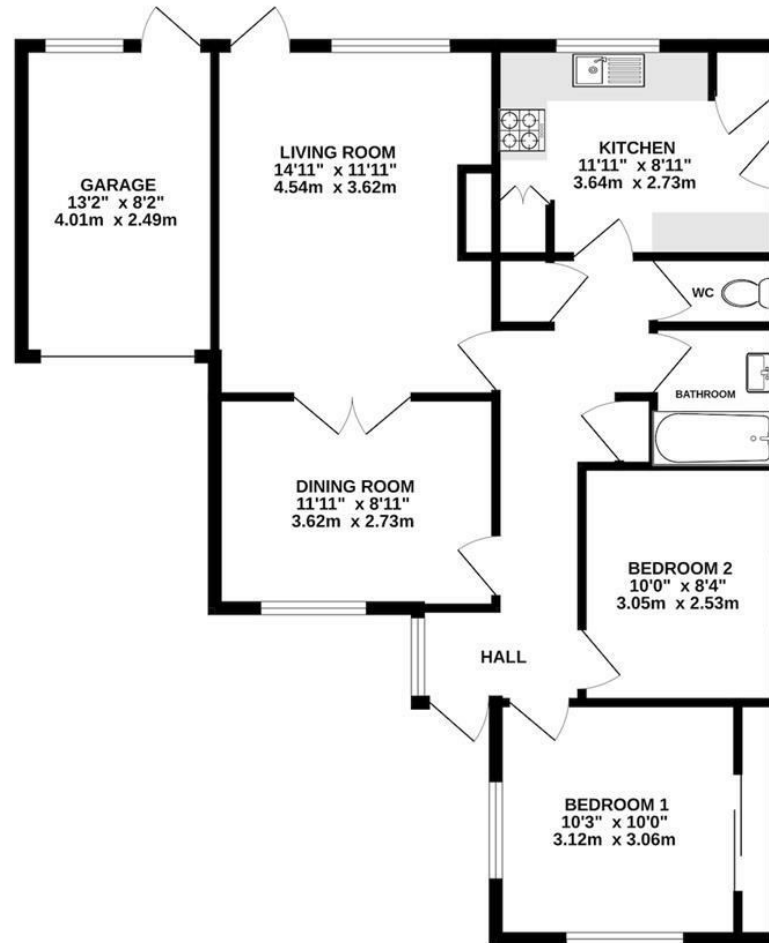 GARAGE
13'2" x 8'2"
4.01m x 2.49m
LIVING ROOM
14'11" x 11'11"
4.54m x 3.62m
KITCHEN
11'11" x 8'11"
3.64m x 2.73m
WC
BATHROOM
DINING ROOM
11'11" x 8'11"
3.62m x 2.73m
BEDROOM 2
10'0" x 8'4"
3.05m x 2.53m
HALL
BEDROOM 1
10'3" x 10'0"
3.12m x 3.06m